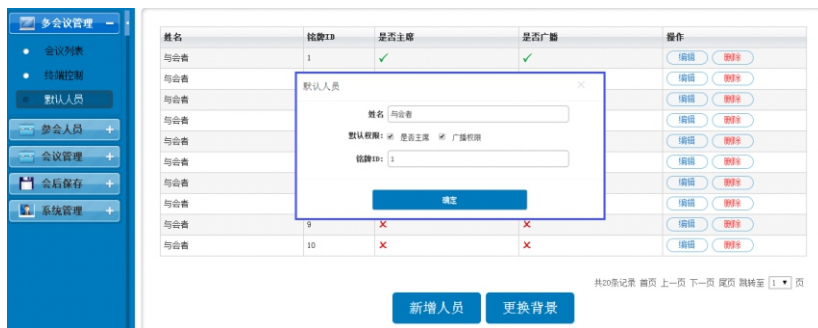 多会议管理 −
会议列表
终端控制
默认人员
参会人员 +
会议管理 +
会后保存 +
系统管理 +
姓名 铭牌ID 是否主席 是否广播 操作
与会者 1 ✓ ✓ 编辑 删除
与会者 编辑 删除
与会者 编辑 删除
与会者 编辑 删除
与会者 编辑 删除
与会者 编辑 删除
与会者 编辑 删除
与会者 编辑 删除
与会者 9 ✗ ✗ 编辑 删除
与会者 10 ✗ ✗ 编辑 删除
默认人员 ×
姓名 与会者
默认权限: 是否主席 广播权限
铭牌ID: 1
确定
共20条记录 首页 上一页 下一页 尾页 跳转至 1 页
新增人员 更换背景